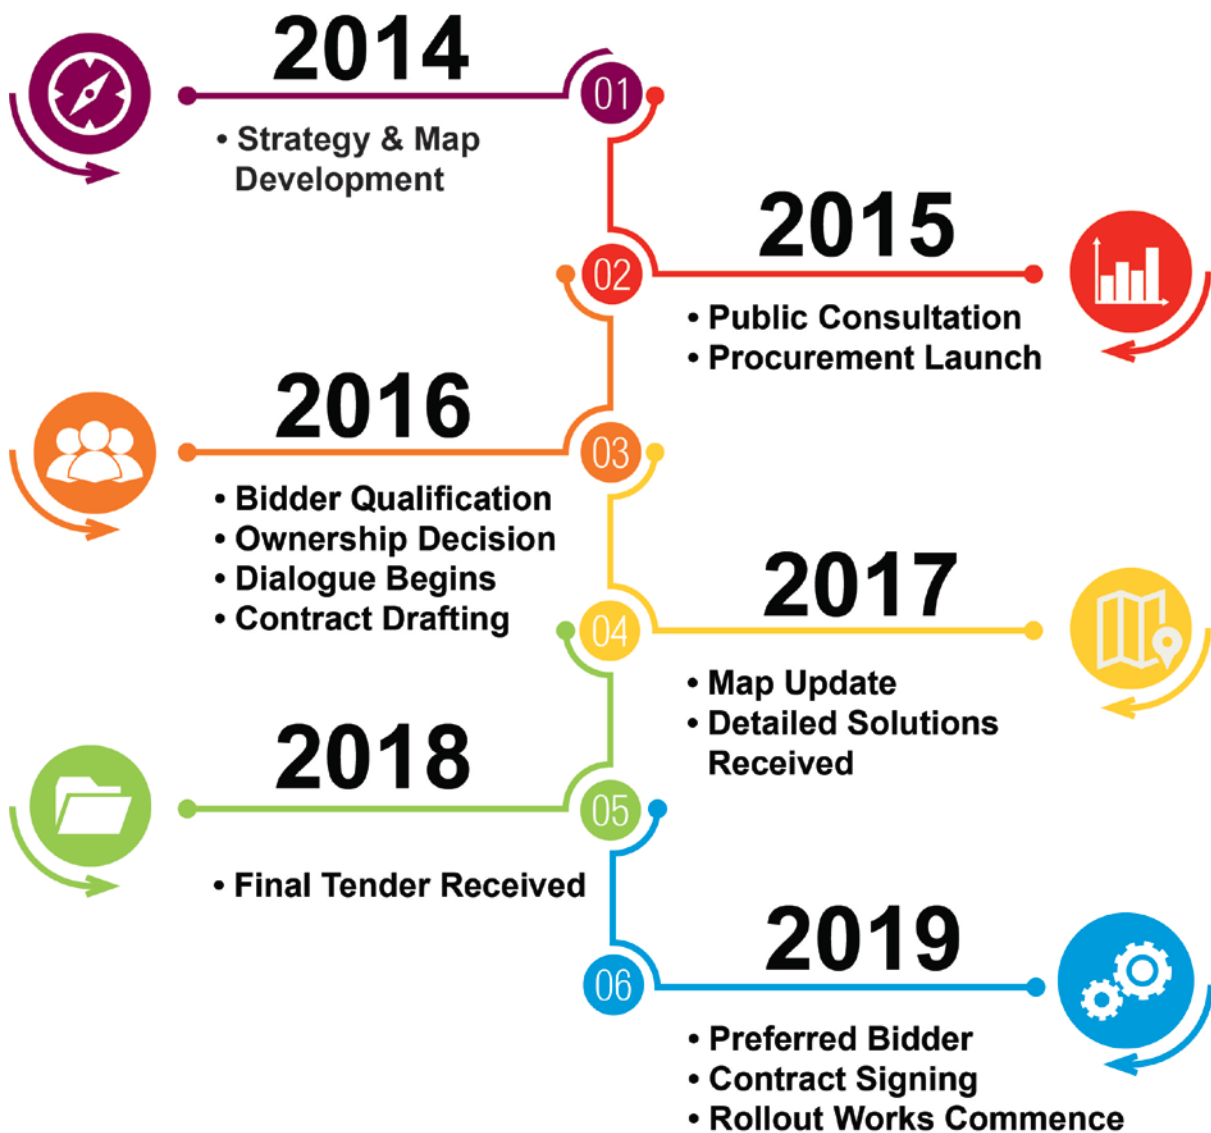 2014
01
• Strategy & Map
Development
2015
02
• Public Consultation
• Procurement Launch
2016
03
• Bidder Qualification
• Ownership Decision
• Dialogue Begins
• Contract Drafting
2017
04
• Map Update
• Detailed Solutions
Received
2018
05
• Final Tender Received
2019
06
• Preferred Bidder
• Contract Signing
• Rollout Works Commence